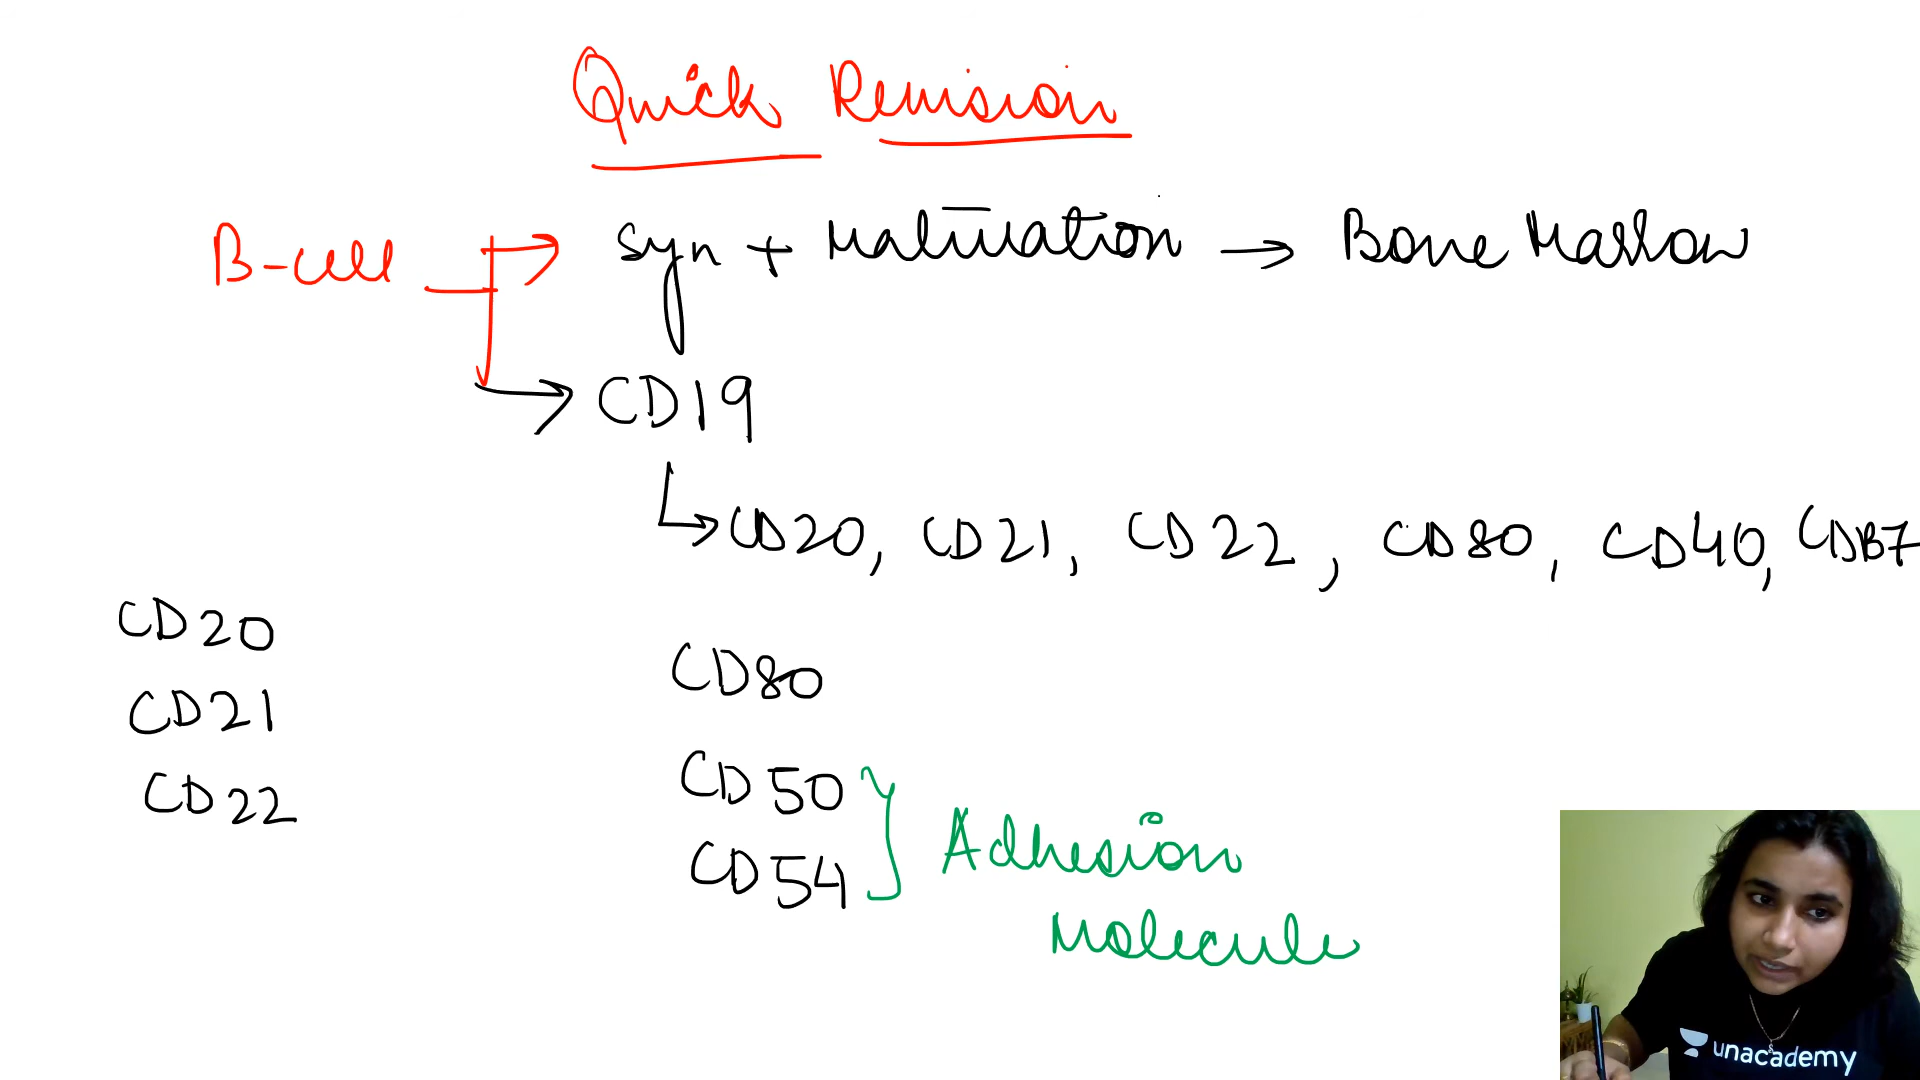 Quick Revision
B-cell → syn + Maturation → Bone Marrow
→ CD19
↳ CD20, CD21, CD22, CD80, CD40, CDB7
CD20
CD21
CD22
CD80
CD50
CD54
Adhesion
Molecule
unacademy